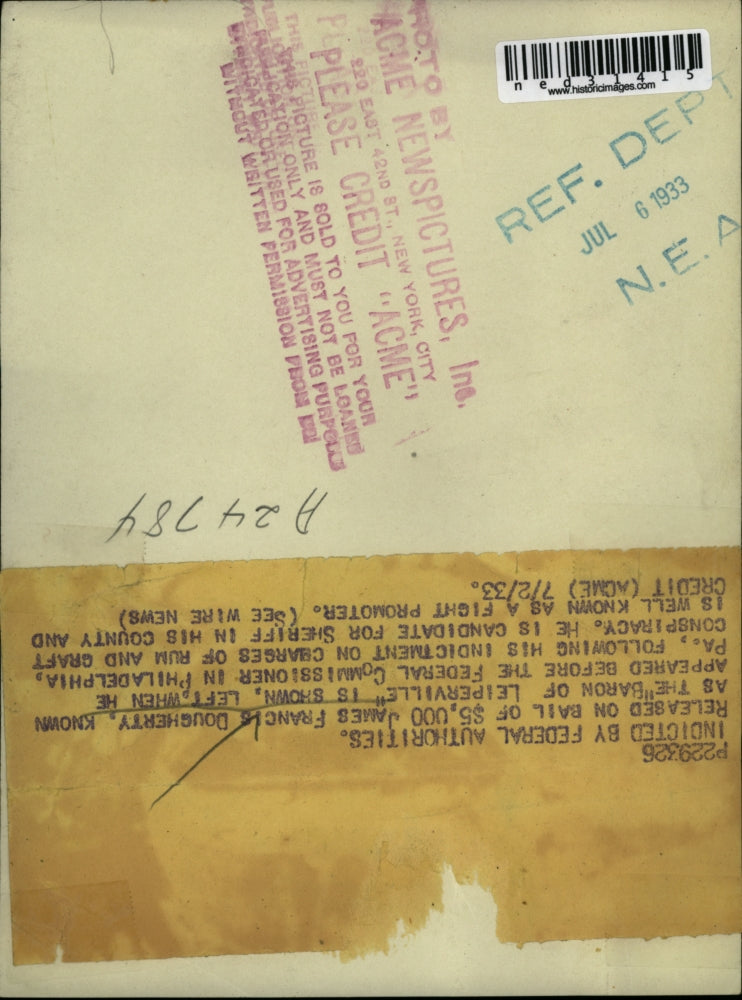 ned31415
www.historicimages.com
REF. DEPT
JUL 6 1933
N. E. A
PHOTO BY
ACME NEWSPICTURES, Inc.
220 EAST 42ND ST., NEW YORK, CITY
PLEASE CREDIT "ACME"
THIS PICTURE IS SOLD TO YOU FOR YOUR
PUBLICATION ONLY AND MUST NOT BE LOANED
SYNDICATED OR USED FOR ADVERTISING PURPOSES
WITHOUT WRITTEN PERMISSION FROM US
A24784
P229326
INDICTED BY FEDERAL AUTHORITIES.
RELEASED ON BAIL OF $5,000 JAMES FRANCIS DOUGHERTY, KNOWN
AS THE "BARON OF LEIPERVILLE" IS SHOWN, LEFT, WHEN HE
APPEARED BEFORE THE FEDERAL COMMISSIONER IN PHILADELPHIA,
PA., FOLLOWING HIS INDICTMENT ON CHARGES OF RUM AND GRAFT
CONSPIRACY. HE IS CANDIDATE FOR SHERIFF IN HIS COUNTY AND
IS WELL KNOWN AS A FIGHT PROMOTER. (SEE WIRE NEWS)
CREDIT (ACME) 7/2/33.